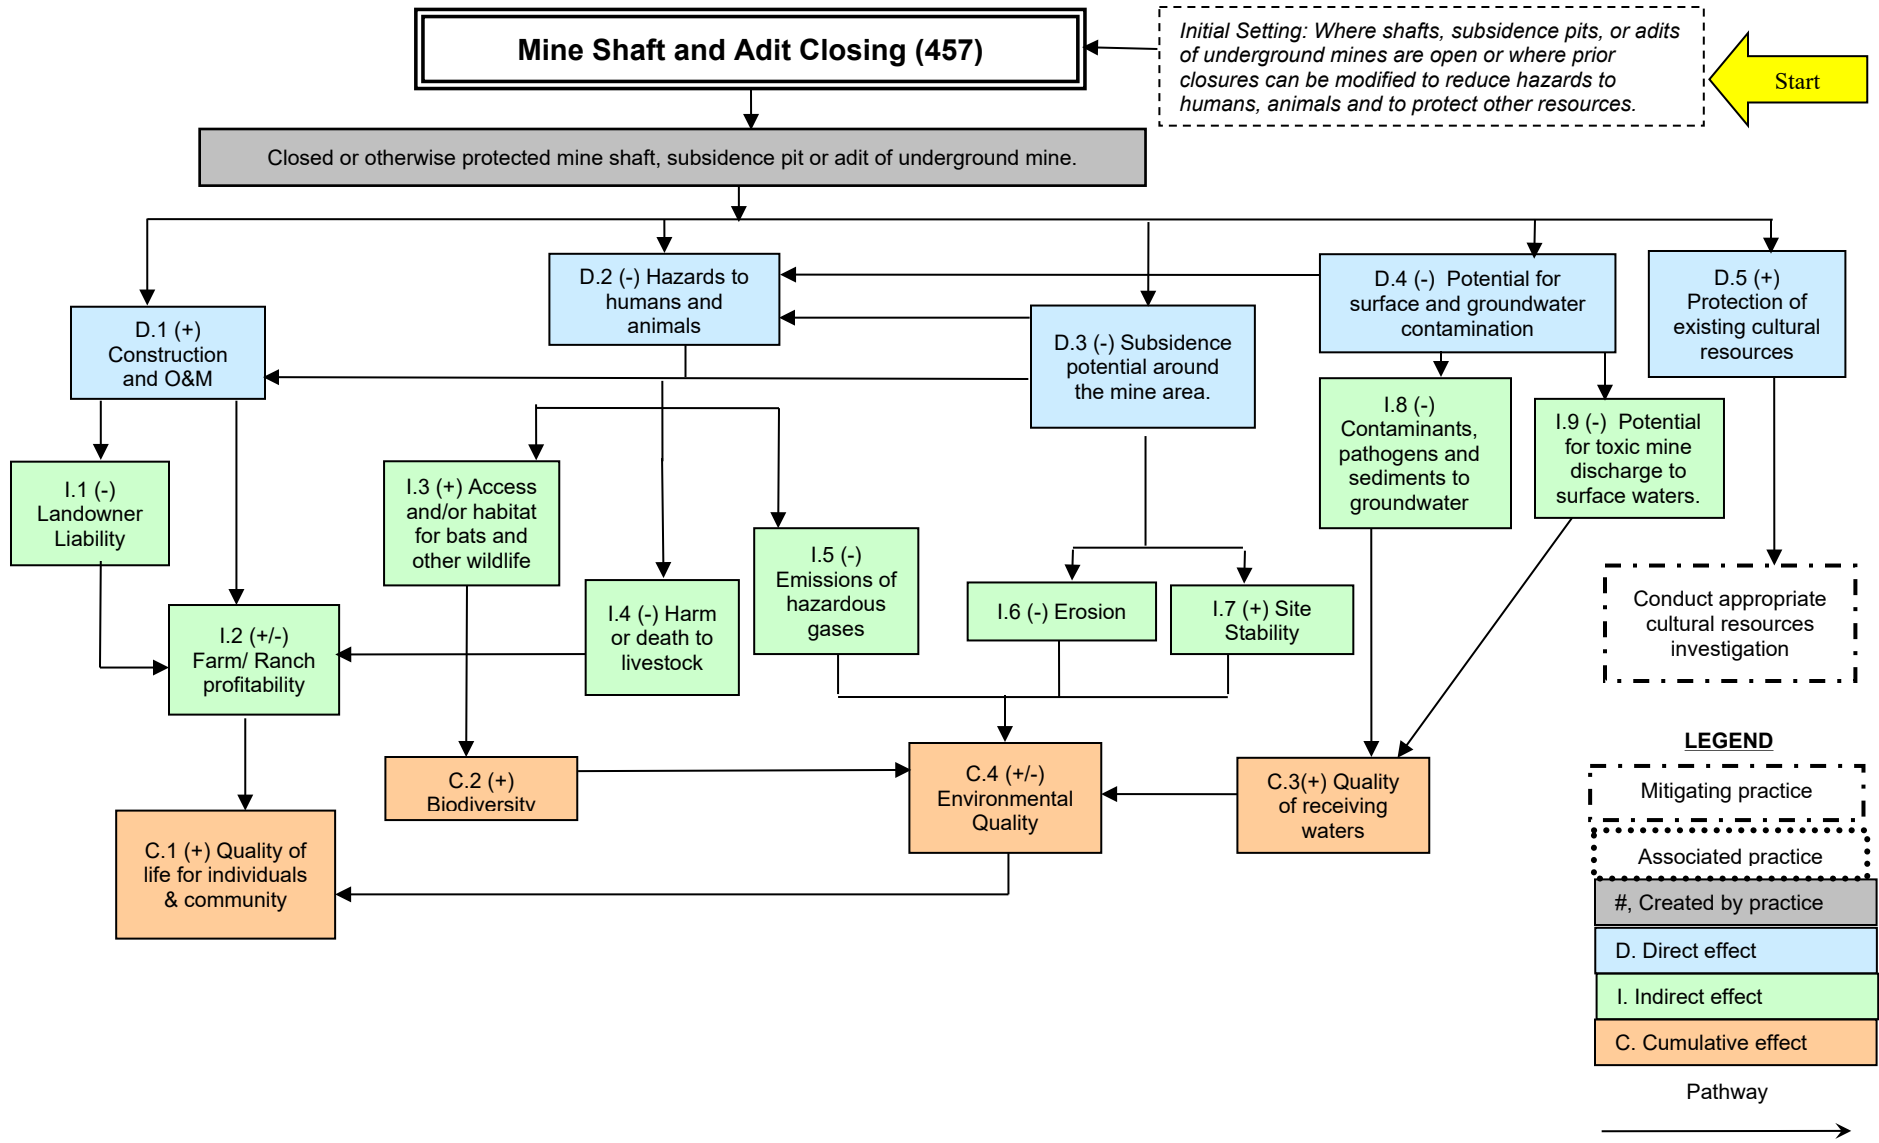 Mine Shaft and Adit Closing (457)
Initial Setting: Where shafts, subsidence pits, or adits
of underground mines are open or where prior
closures can be modified to reduce hazards to
humans, animals and to protect other resources.
Start
Closed or otherwise protected mine shaft, subsidence pit or adit of underground mine.
D.1 (+)
Construction
and O&M
D.2 (-) Hazards to
humans and
animals
D.3 (-) Subsidence
potential around
the mine area.
D.4 (-)  Potential for
surface and groundwater
contamination
D.5 (+)
Protection of
existing cultural
resources
I.1 (-)
Landowner
Liability
I.2 (+/-)
Farm/ Ranch
profitability
I.3 (+) Access
and/or habitat
for bats and
other wildlife
I.4 (-) Harm
or death to
livestock
I.5 (-)
Emissions of
hazardous
gases
I.6 (-) Erosion
I.7 (+) Site
Stability
I.8 (-)
Contaminants,
pathogens and
sediments to
groundwater
I.9 (-)  Potential
for toxic mine
discharge to
surface waters.
Conduct appropriate
cultural resources
investigation
C.1 (+) Quality of
life for individuals
& community
C.2 (+)
Biodiversity
C.4 (+/-)
Environmental
Quality
C.3(+) Quality
of receiving
waters
LEGEND
Mitigating practice
Associated practice
#, Created by practice
D. Direct effect
I. Indirect effect
C. Cumulative effect
Pathway